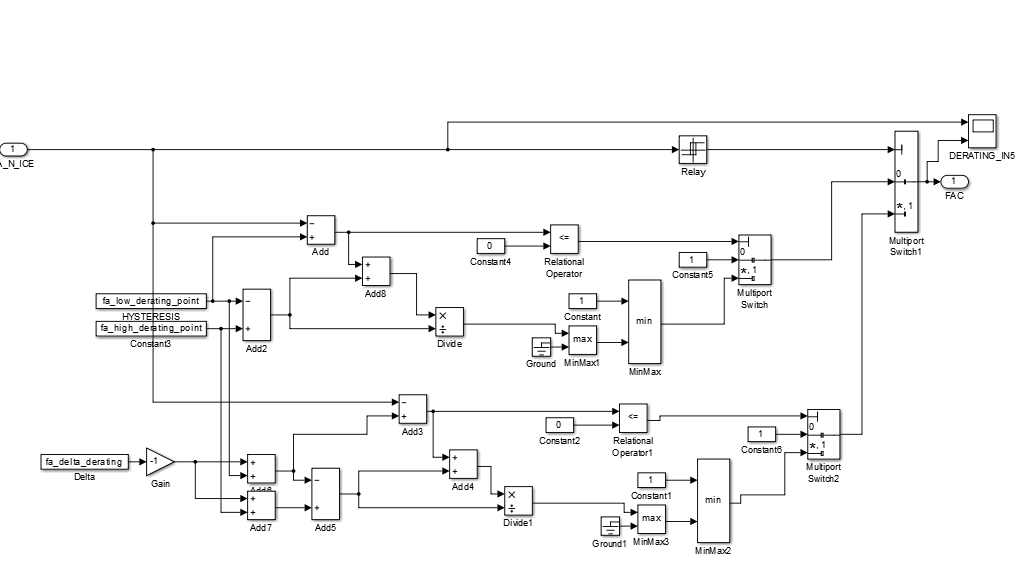 1
A_N_ICE
DERATING_IN5
Relay
0
*, 1
1
FAC
Multiport
Switch1
−
+
Add
0
Constant4
<=
Relational
Operator
1
Constant5
0
*, 1
Multiport
Switch
+
+
Add8
fa_low_derating_point
HYSTERESIS
fa_high_derating_point
Constant3
−
+
Add2
×
÷
Divide
1
Constant
Ground
max
MinMax1
min
MinMax
−
+
Add3
0
Constant2
<=
Relational
Operator1
1
Constant6
0
*, 1
Multiport
Switch2
fa_delta_derating
Delta
-1
Gain
+
+
Add6
+
+
Add7
−
+
Add5
+
+
Add4
×
÷
Divide1
1
Constant1
Ground1
max
MinMax3
min
MinMax2